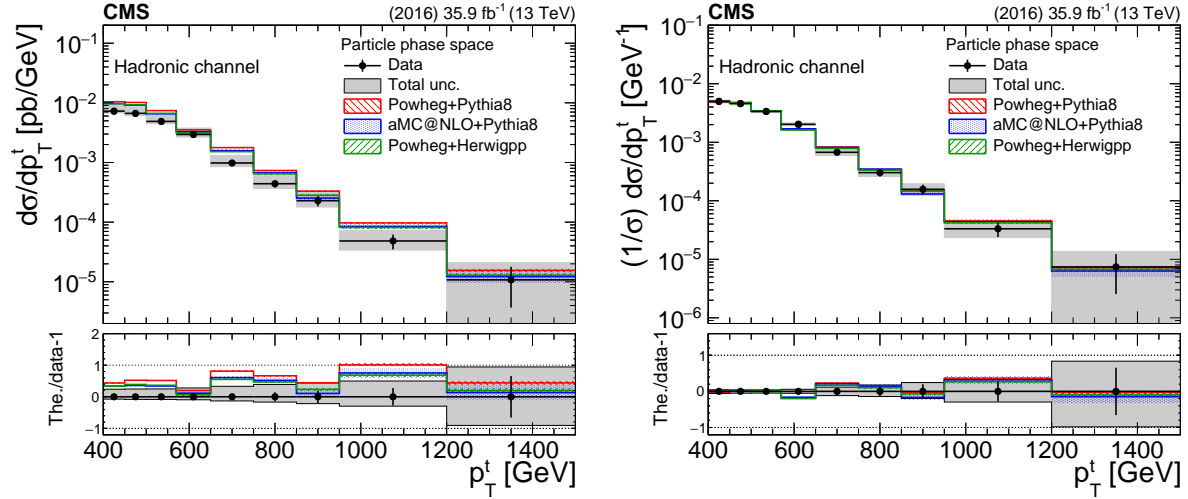 CMS (2016) 35.9 fb⁻¹ (13 TeV)
dσ/dp_T^t [pb/GeV]
10⁻¹
10⁻²
10⁻³
10⁻⁴
10⁻⁵
Hadronic channel
Particle phase space
Data
Total unc.
Powheg+Pythia8
aMC@NLO+Pythia8
Powheg+Herwigpp
The./data-1
2
1
0
−1
400 600 800 1000 1200 1400
p_T^t [GeV]
CMS (2016) 35.9 fb⁻¹ (13 TeV)
(1/σ) dσ/dp_T^t [GeV⁻¹]
10⁻¹
10⁻²
10⁻³
10⁻⁴
10⁻⁵
10⁻⁶
Hadronic channel
Particle phase space
Data
Total unc.
Powheg+Pythia8
aMC@NLO+Pythia8
Powheg+Herwigpp
The./data-1
1
0
−1
400 600 800 1000 1200 1400
p_T^t [GeV]